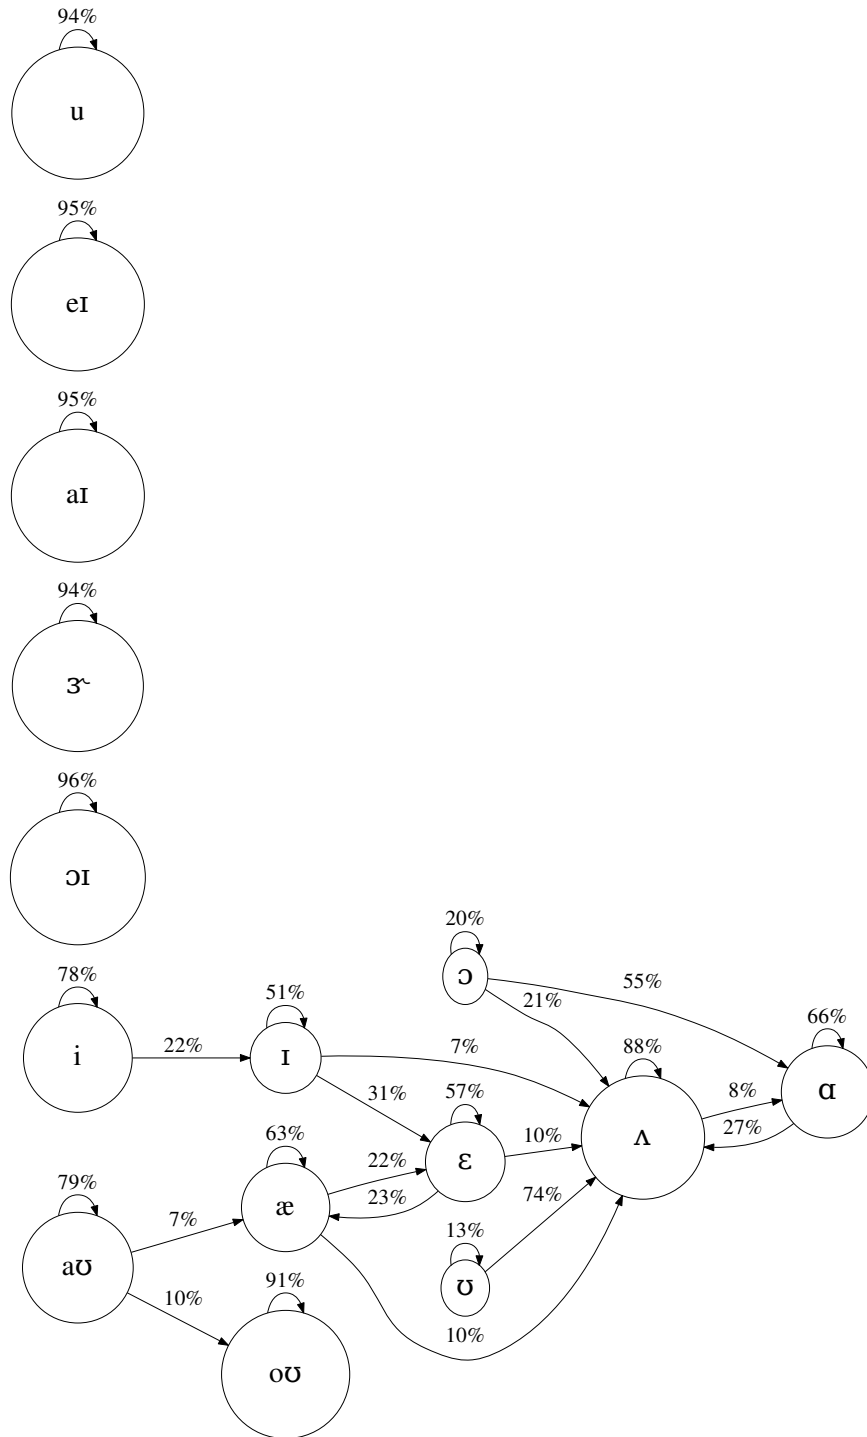 94%
u
95%
eɪ
95%
aɪ
94%
ɝ
96%
ɔɪ
20%
ɔ
78%
i
22%
51%
ɪ
21%
55%
7%
66%
ɑ
88%
ʌ
8%
27%
31%
57%
ɛ
10%
63%
æ
22%
23%
74%
79%
aʊ
7%
13%
ʊ
10%
91%
oʊ
10%